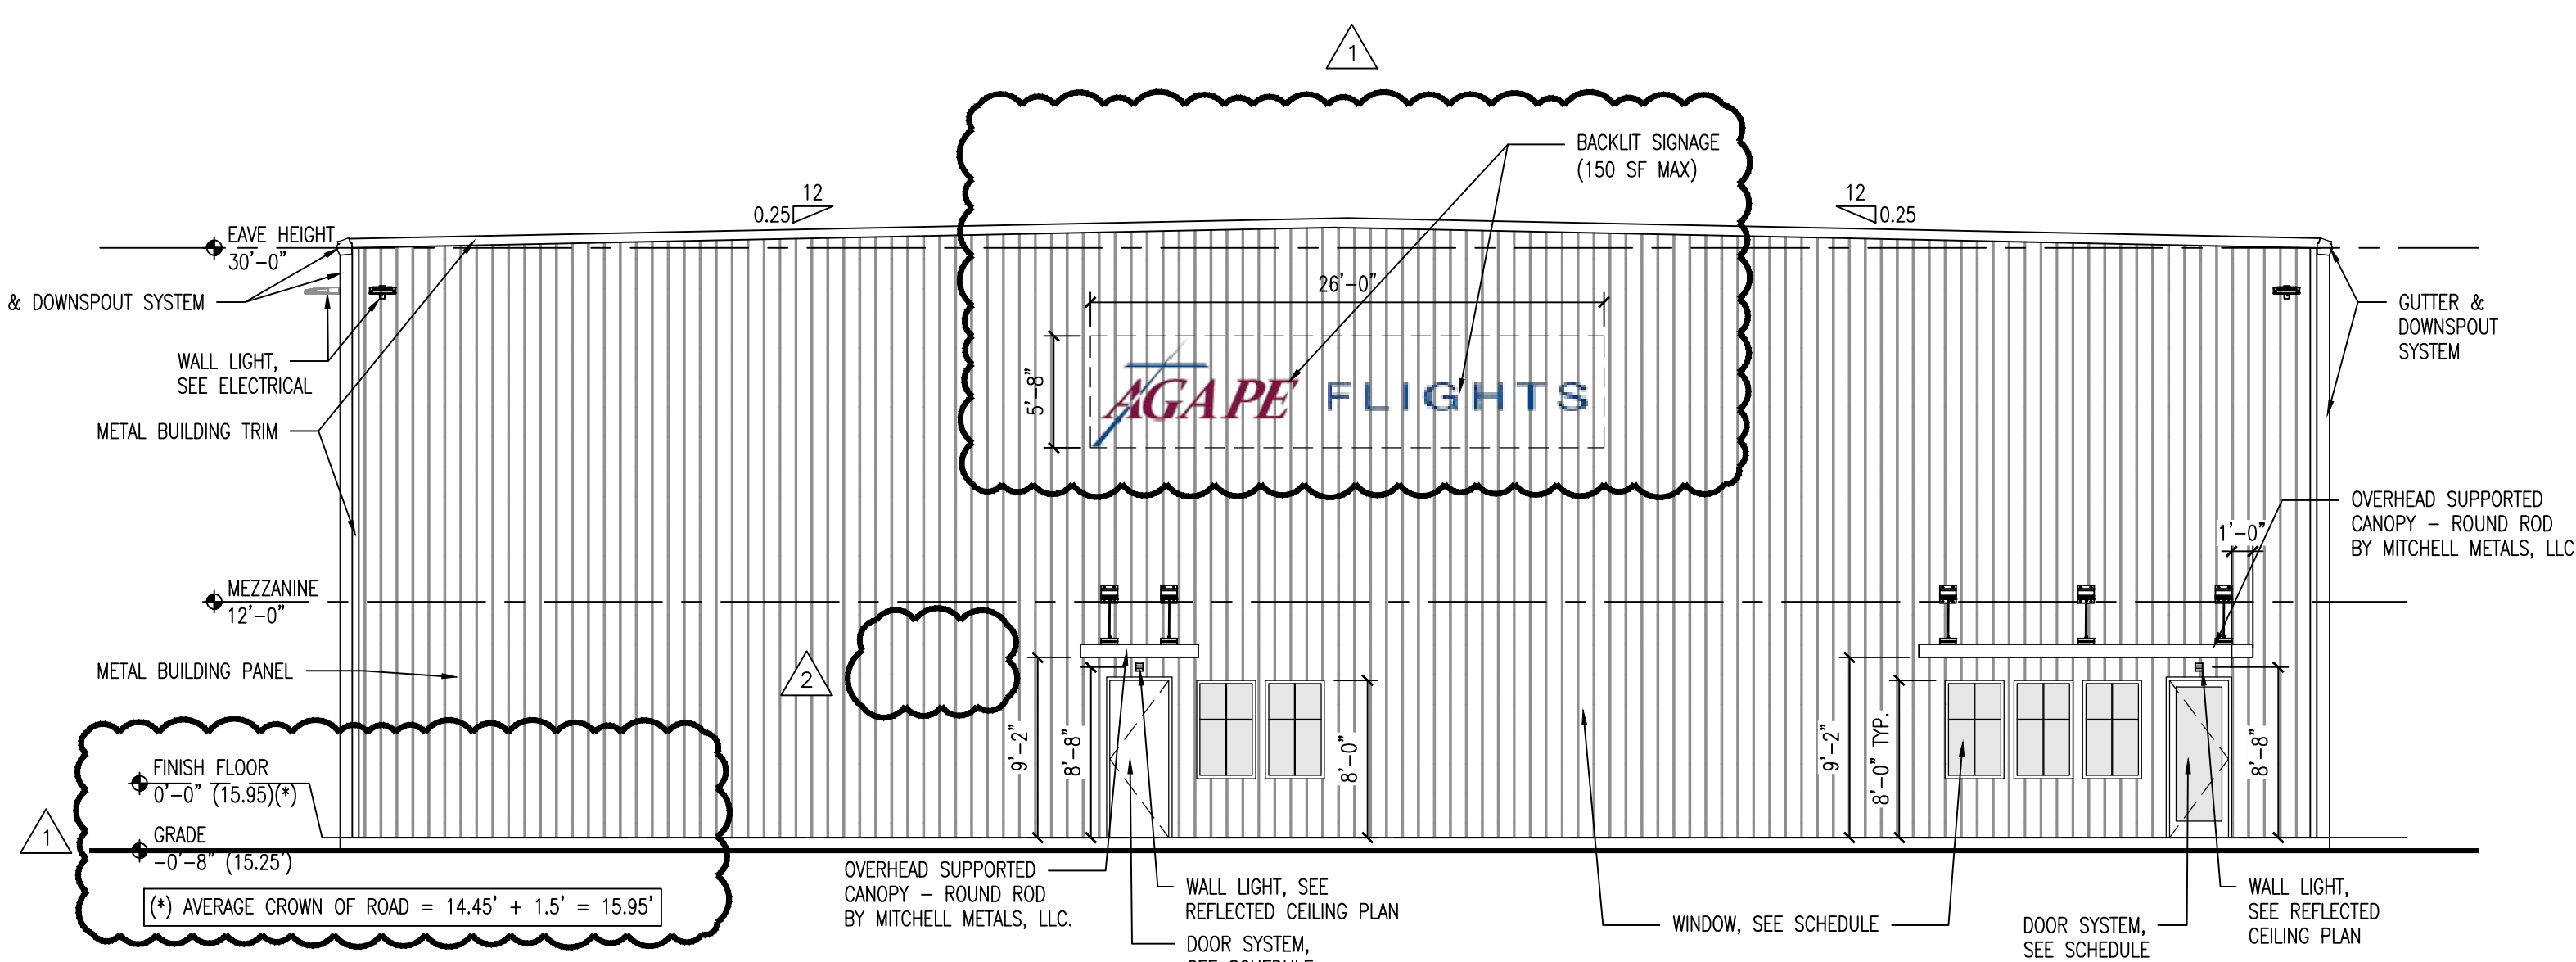 1
BACKLIT SIGNAGE
(150 SF MAX)
12
0.25
12
0.25
EAVE HEIGHT
30'-0"
& DOWNSPOUT SYSTEM
WALL LIGHT,
SEE ELECTRICAL
METAL BUILDING TRIM
26'-0"
5'-8"
AGAPE FLIGHTS
GUTTER &
DOWNSPOUT
SYSTEM
OVERHEAD SUPPORTED
CANOPY - ROUND ROD
BY MITCHELL METALS, LLC
1'-0"
MEZZANINE
12'-0"
METAL BUILDING PANEL
2
9'-2"
8'-8"
8'-0"
9'-2"
8'-0" TYP.
8'-8"
FINISH FLOOR
0'-0" (15.95)(*)
1
GRADE
-0'-8" (15.25')
(*) AVERAGE CROWN OF ROAD = 14.45' + 1.5' = 15.95'
OVERHEAD SUPPORTED
CANOPY - ROUND ROD
BY MITCHELL METALS, LLC.
WALL LIGHT, SEE
REFLECTED CEILING PLAN
DOOR SYSTEM,
WINDOW, SEE SCHEDULE
DOOR SYSTEM,
SEE SCHEDULE
WALL LIGHT,
SEE REFLECTED
CEILING PLAN